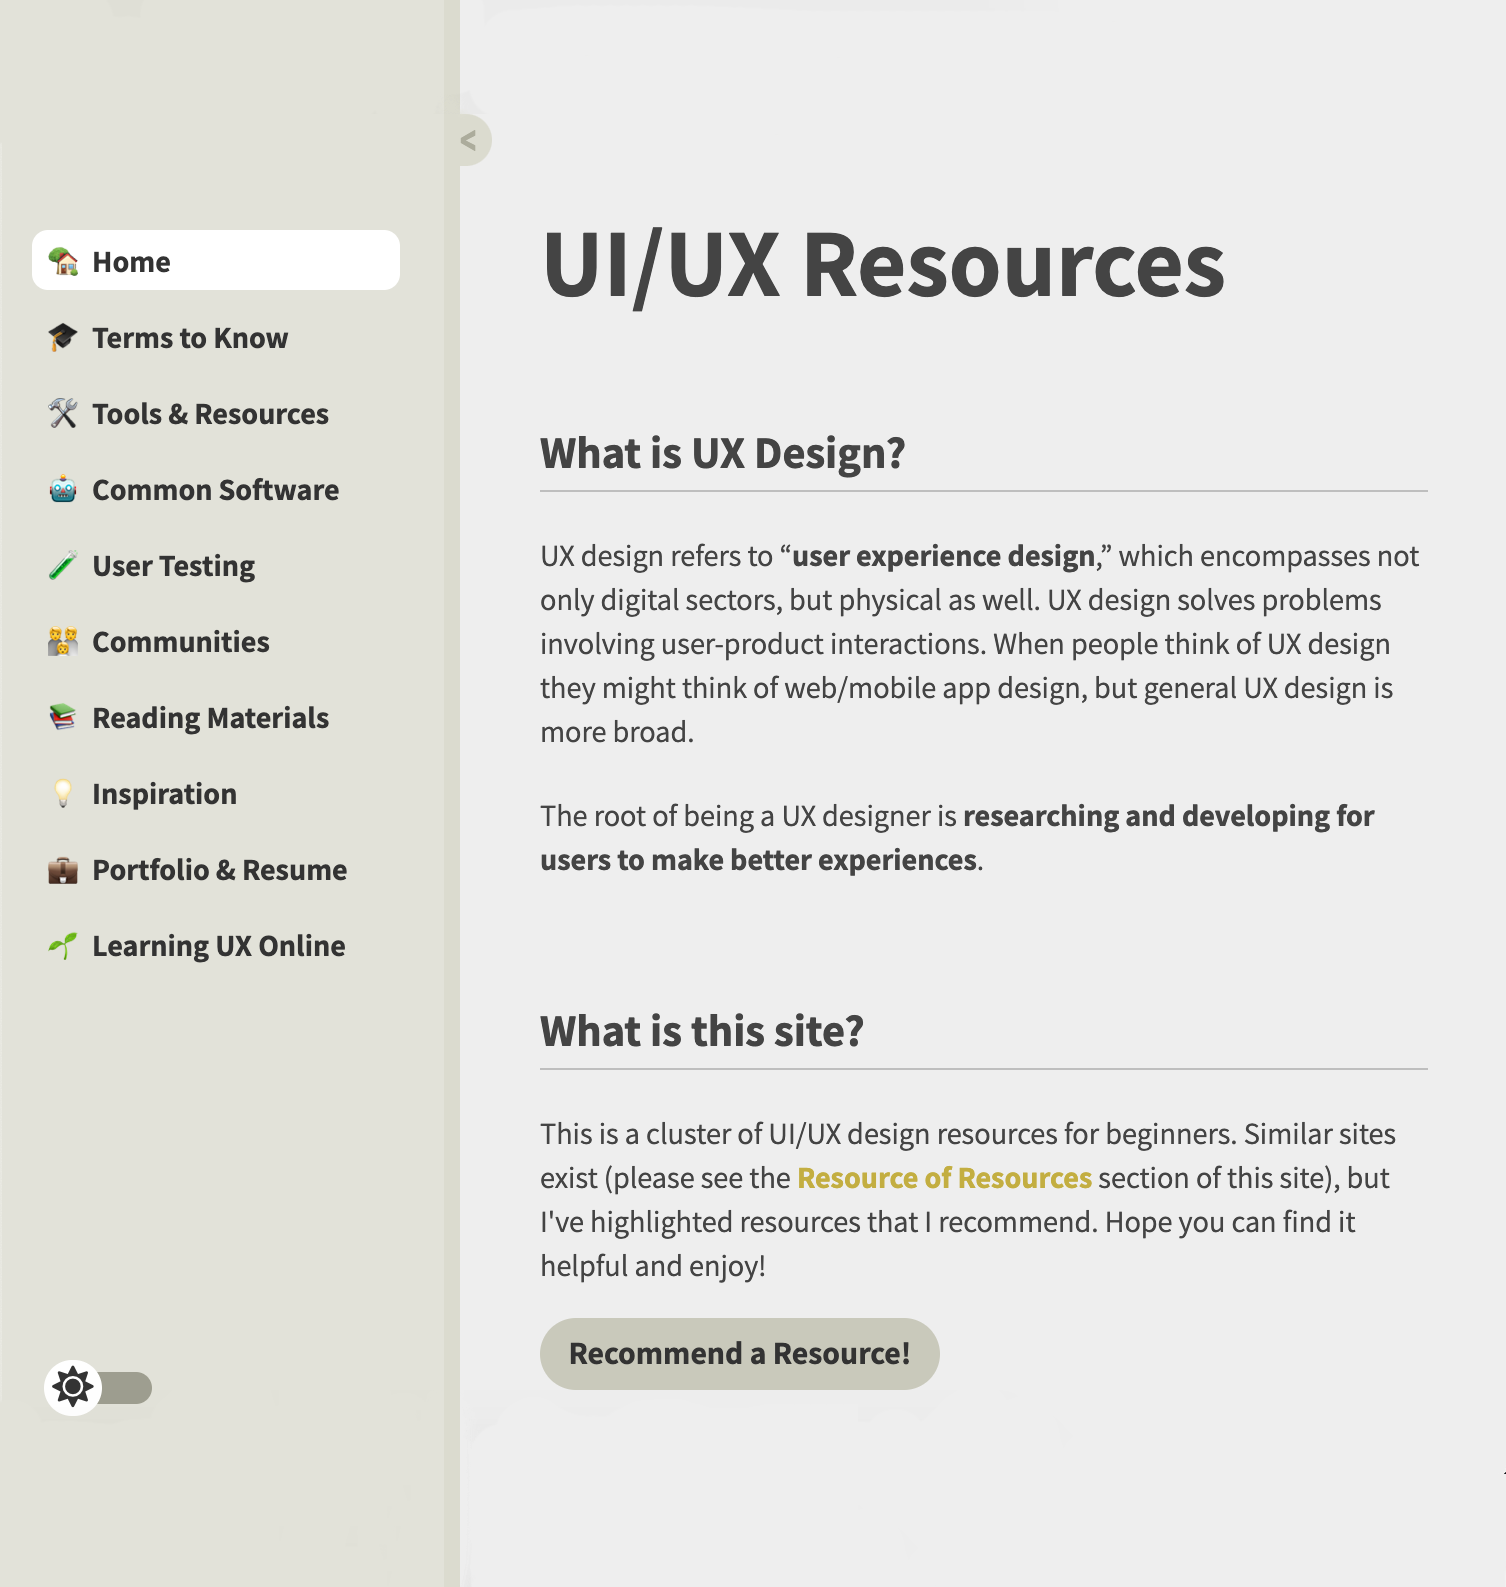 <
Home
Terms to Know
Tools & Resources
Common Software
User Testing
Communities
Reading Materials
Inspiration
Portfolio & Resume
Learning UX Online
UI/UX Resources
What is UX Design?
UX design refers to “user experience design,” which encompasses not
only digital sectors, but physical as well. UX design solves problems
involving user-product interactions. When people think of UX design
they might think of web/mobile app design, but general UX design is
more broad.
The root of being a UX designer is researching and developing for
users to make better experiences.
What is this site?
This is a cluster of UI/UX design resources for beginners. Similar sites
exist (please see the Resource of Resources section of this site), but
I've highlighted resources that I recommend. Hope you can find it
helpful and enjoy!
Recommend a Resource!